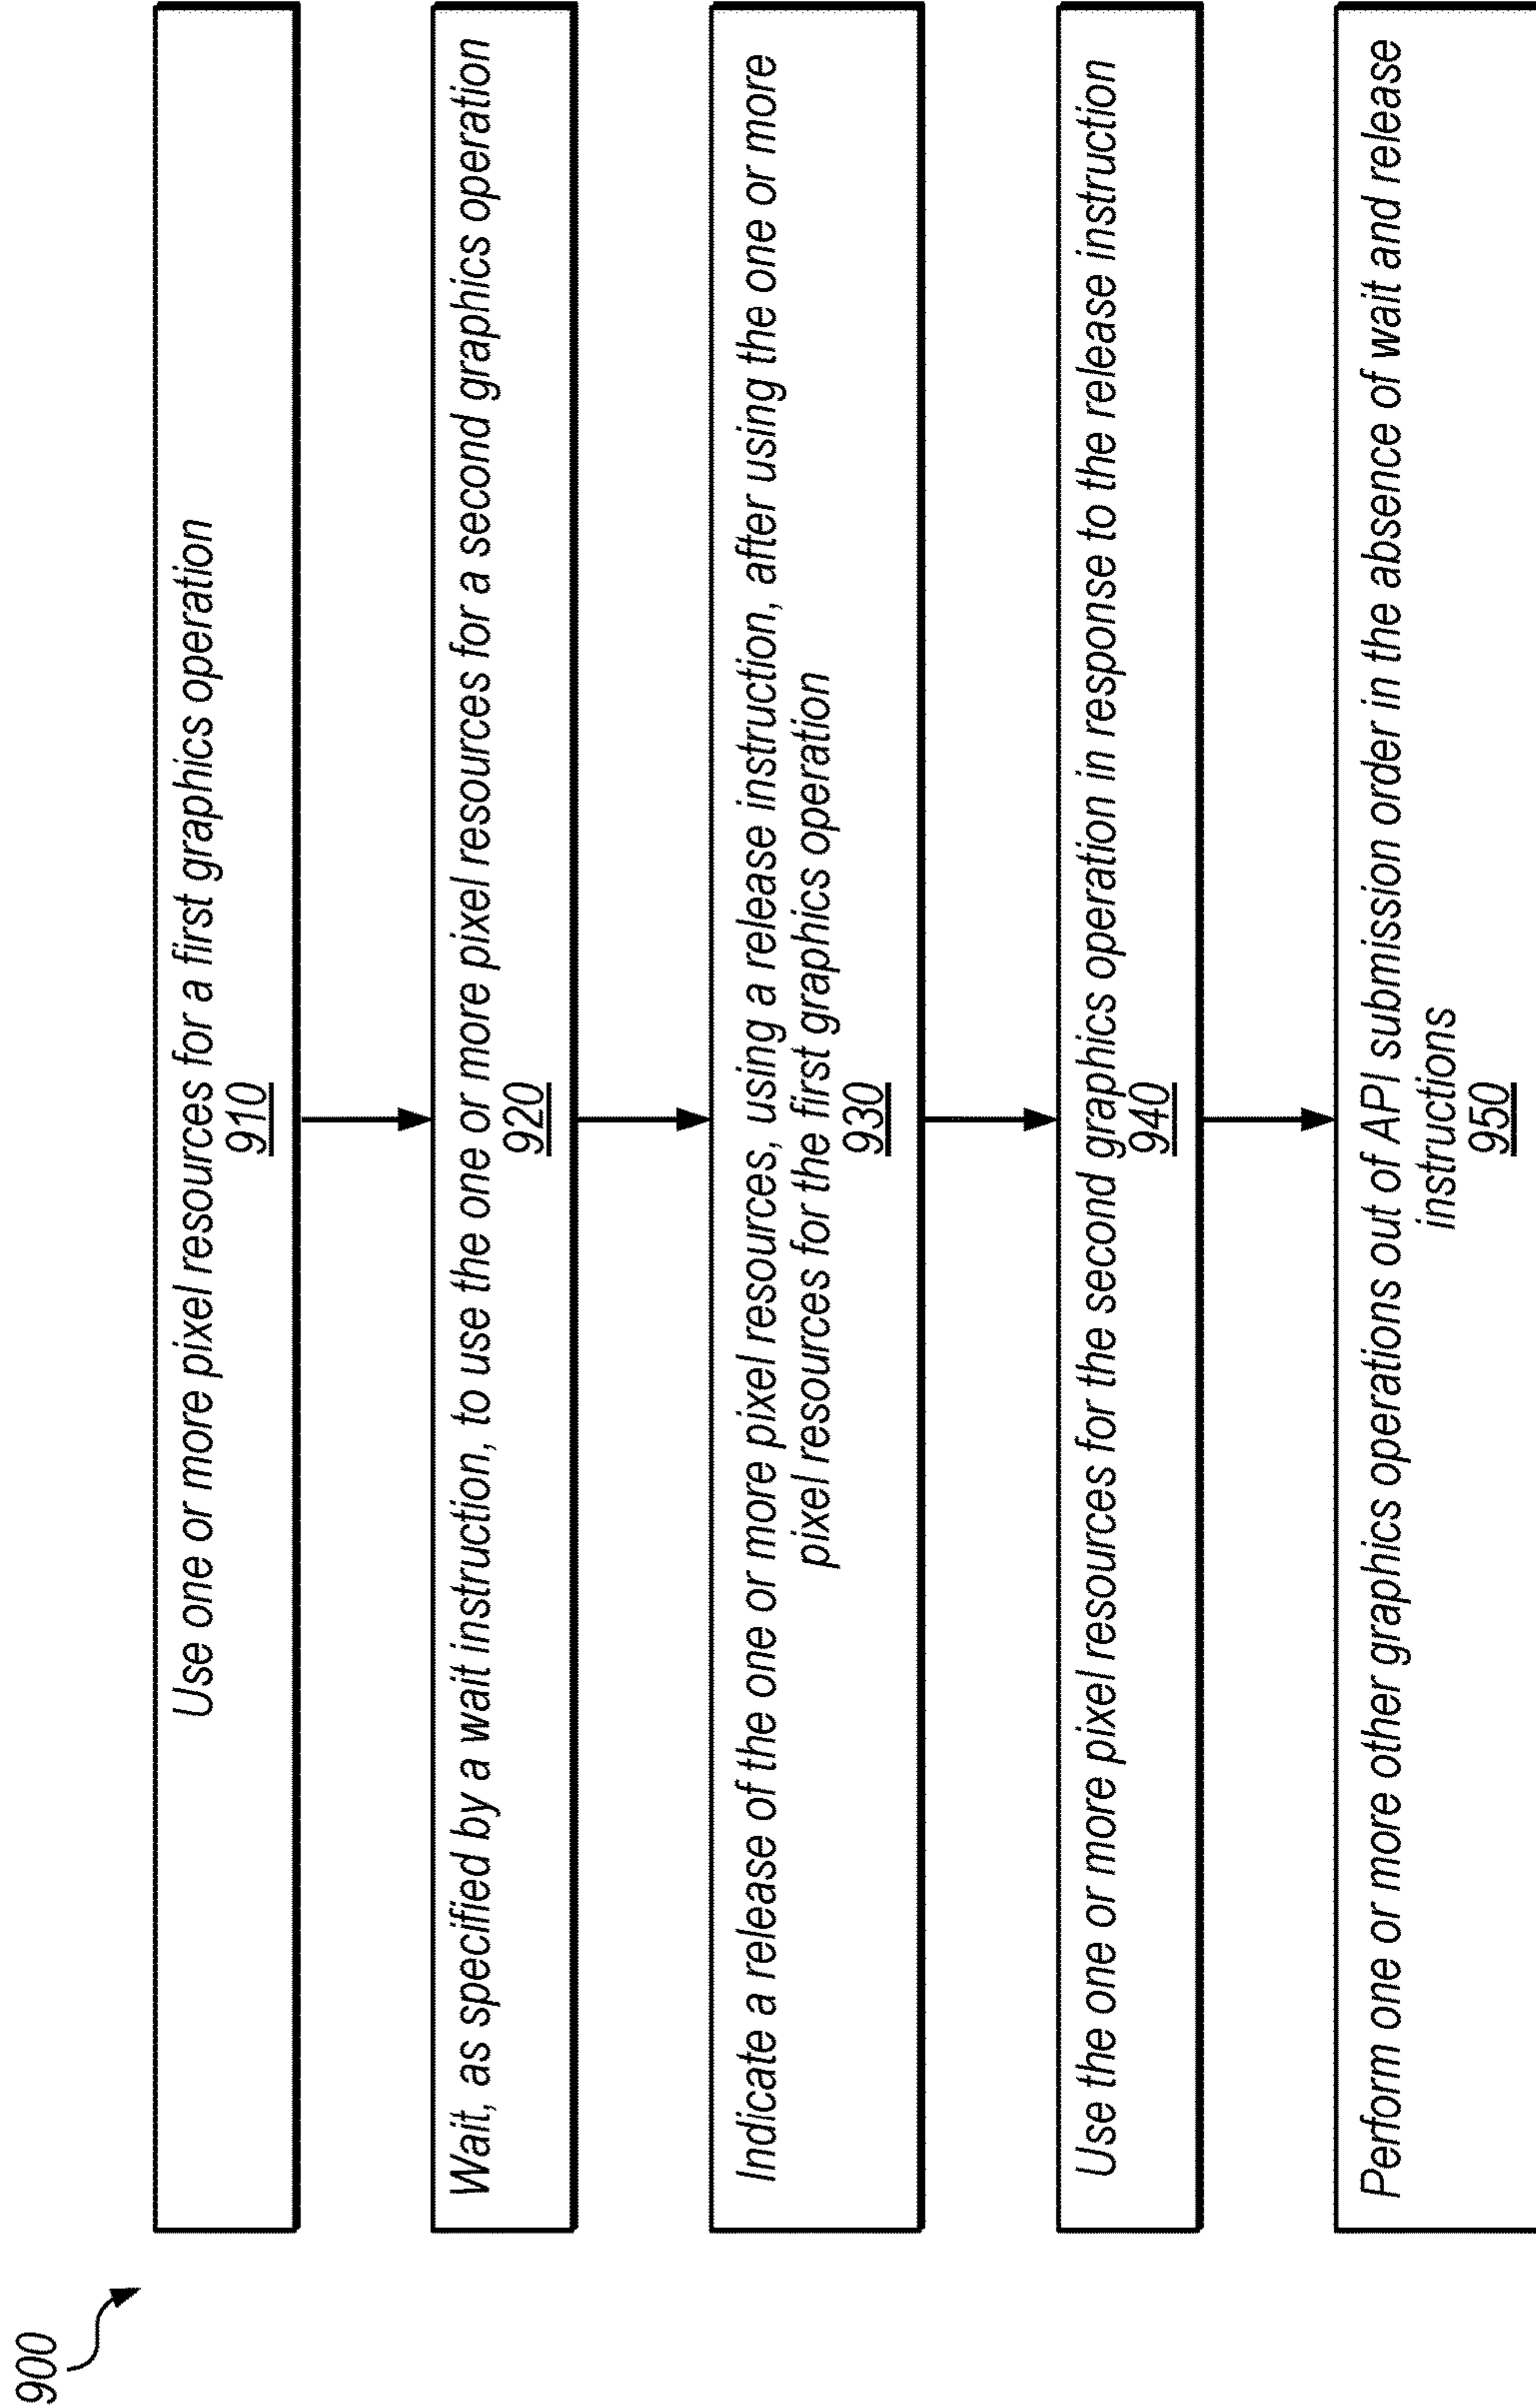 900
Use one or more pixel resources for a first graphics operation
910
Wait, as specified by a wait instruction, to use the one or more pixel resources for a second graphics operation
920
Indicate a release of the one or more pixel resources, using a release instruction, after using the one or more
pixel resources for the first graphics operation
930
Use the one or more pixel resources for the second graphics operation in response to the release instruction
940
Perform one or more other graphics operations out of API submission order in the absence of wait and release
instructions
950